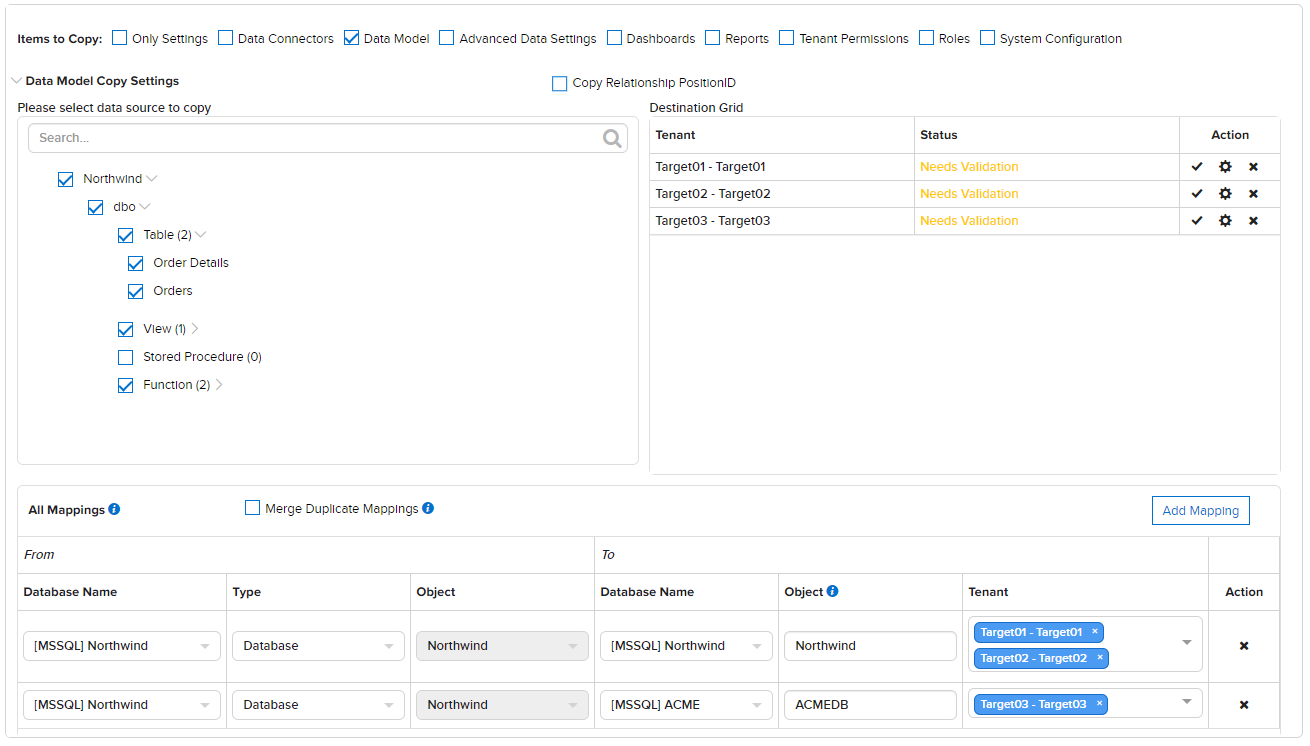 Items to Copy: Only Settings Data Connectors Data Model Advanced Data Settings Dashboards Reports Tenant Permissions Roles System Configuration
Data Model Copy Settings
Copy Relationship PositionID
Please select data source to copy
Search...
Northwind
dbo
Table (2)
Order Details
Orders
View (1)
Stored Procedure (0)
Function (2)
Destination Grid
Tenant Status Action
Target01 - Target01 Needs Validation
Target02 - Target02 Needs Validation
Target03 - Target03 Needs Validation
All Mappings Merge Duplicate Mappings Add Mapping
From To
Database Name Type Object Database Name Object Tenant Action
[MSSQL] Northwind Database Northwind [MSSQL] Northwind Northwind Target01 - Target01 ×
Target02 - Target02 ×
[MSSQL] Northwind Database Northwind [MSSQL] ACME ACMEDB Target03 - Target03 ×